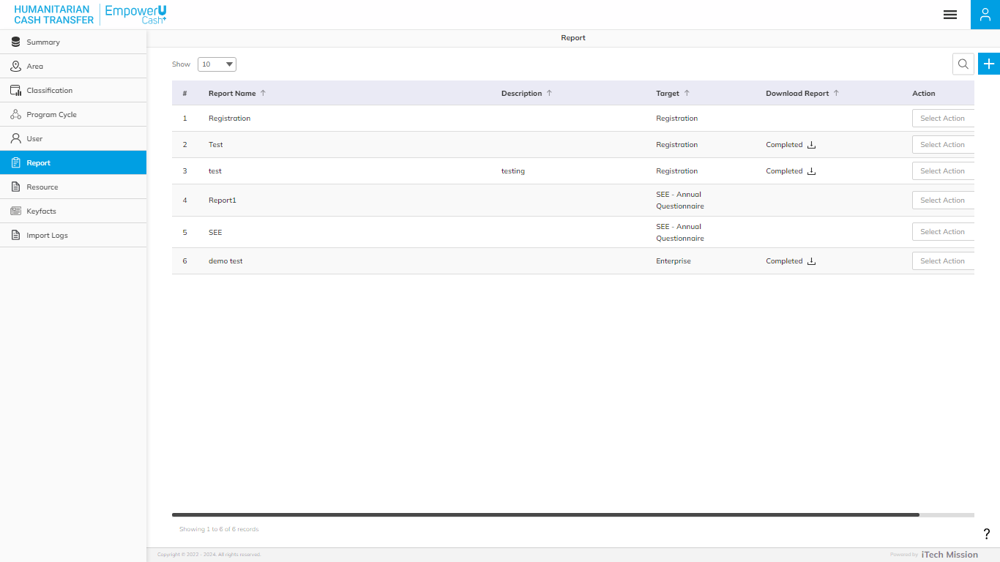 HUMANITARIAN
CASH TRANSFER
EmpowerU
Cash+
Summary
Area
Classification
Program Cycle
User
Report
Resource
Keyfacts
Import Logs
Report
Show 10
# Report Name Description Target Download Report Action
1 Registration Registration Select Action
2 Test Registration Completed Select Action
3 test testing Registration Completed Select Action
4 Report1 SEE - Annual Questionnaire Select Action
5 SEE SEE - Annual Questionnaire Select Action
6 demo test Enterprise Completed Select Action
Showing 1 to 6 of 6 records
?
Copyright © 2022 - 2024. All rights reserved. Powered by iTech Mission